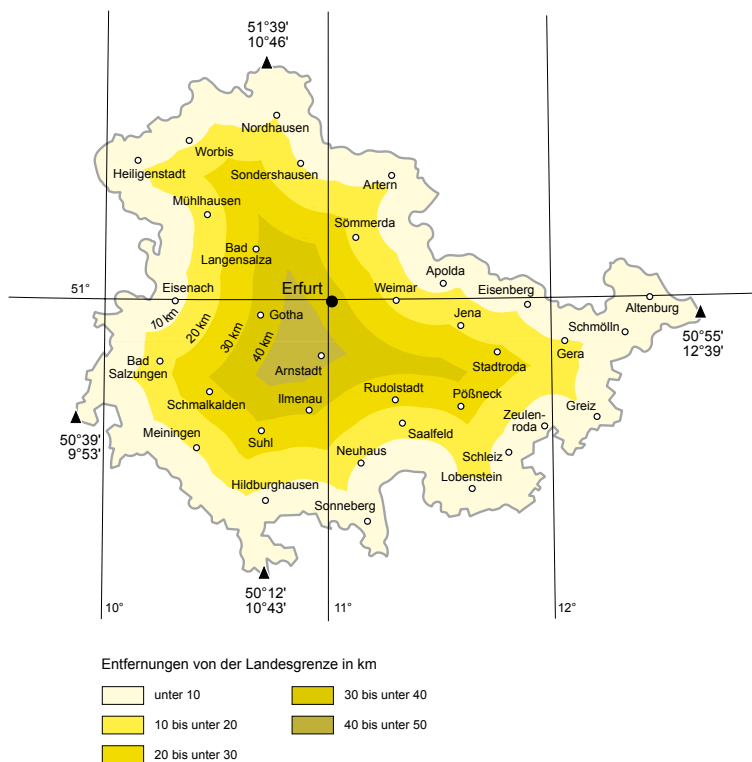 51°39'
10°46'
Nordhausen
Worbis
Heiligenstadt
Sondershausen
Artern
Mühlhausen
Sömmerda
Bad
Langensalza
51°
Eisenach
Erfurt
Weimar
Apolda
Eisenberg
Altenburg
10 km
20 km
30 km
40 km
Gotha
Jena
Schmölln
50°55'
12°39'
Gera
Bad
Salzungen
Arnstadt
Stadtroda
Schmalkalden
Ilmenau
Rudolstadt
Pößneck
Greiz
50°39'
9°53'
Meiningen
Suhl
Saalfeld
Zeulen-
roda
Neuhaus
Schleiz
Hildburghausen
Lobenstein
Sonneberg
50°12'
10°43'
10°
11°
12°
Entfernungen von der Landesgrenze in km
unter 10
10 bis unter 20
20 bis unter 30
30 bis unter 40
40 bis unter 50